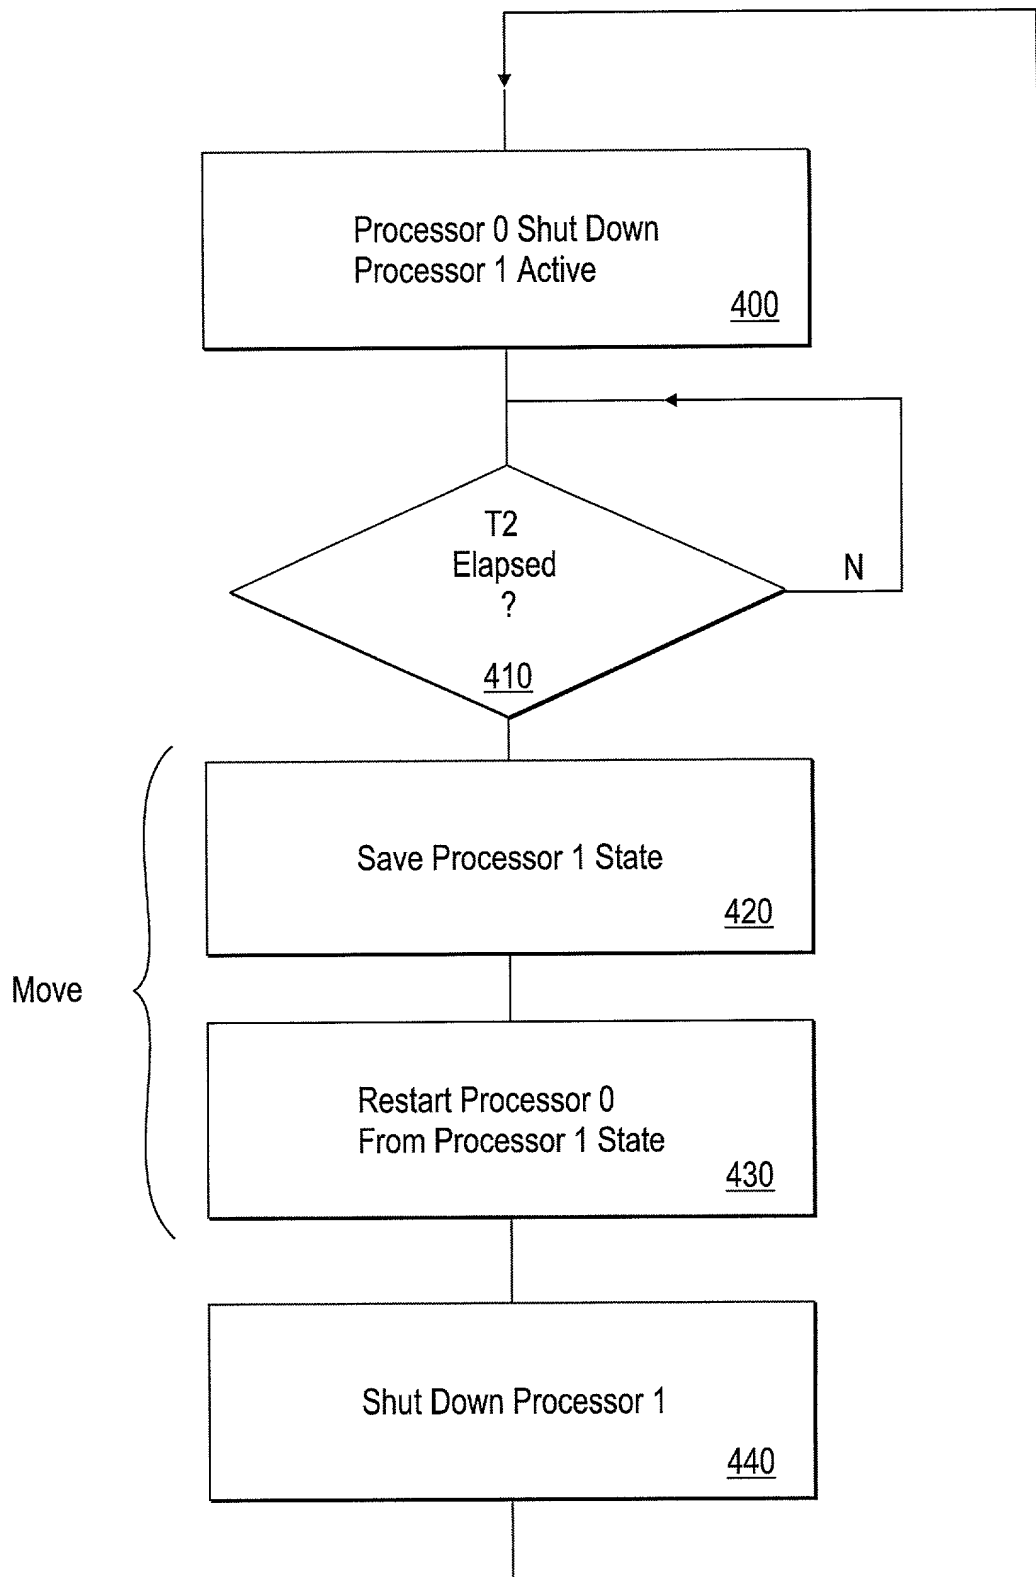 Processor 0 Shut Down
Processor 1 Active
400
T2
Elapsed
?
N
410
Save Processor 1 State
420
Move
Restart Processor 0
From Processor 1 State
430
Shut Down Processor 1
440